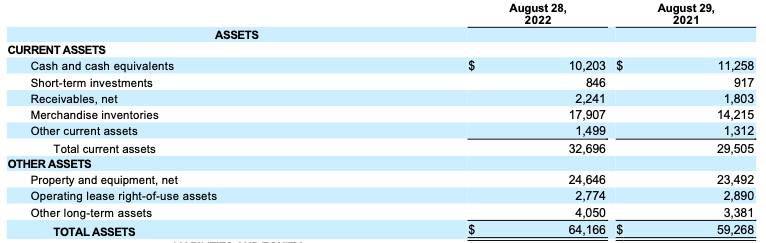 August 28, August 29,
2022 2021
ASSETS
CURRENT ASSETS
Cash and cash equivalents $ 10,203 $ 11,258
Short-term investments 846 917
Receivables, net 2,241 1,803
Merchandise inventories 17,907 14,215
Other current assets 1,499 1,312
Total current assets 32,696 29,505
OTHER ASSETS
Property and equipment, net 24,646 23,492
Operating lease right-of-use assets 2,774 2,890
Other long-term assets 4,050 3,381
TOTAL ASSETS $ 64,166 $ 59,268